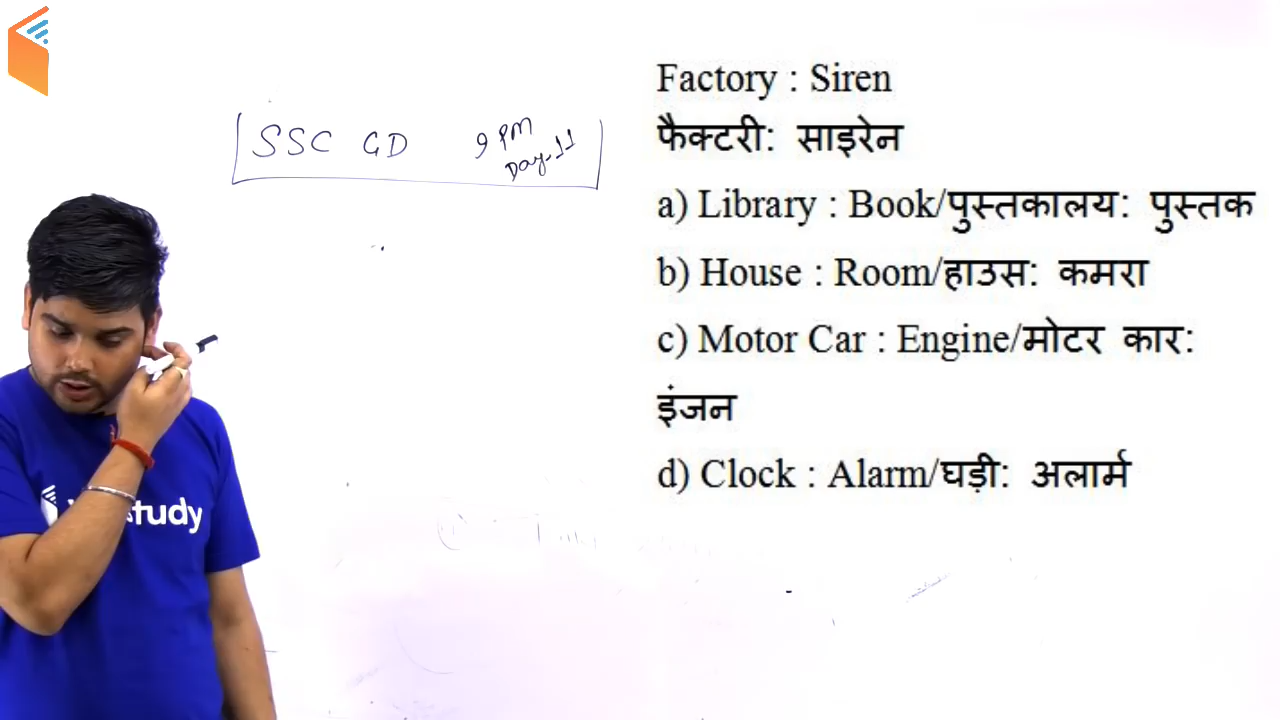 SSC GD 9 PM
Day-11
Factory : Siren
फैक्टरी: साइरेन
a) Library : Book/पुस्तकालय: पुस्तक
b) House : Room/हाउस: कमरा
c) Motor Car : Engine/मोटर कार:
इंजन
d) Clock : Alarm/घड़ी: अलार्म
study